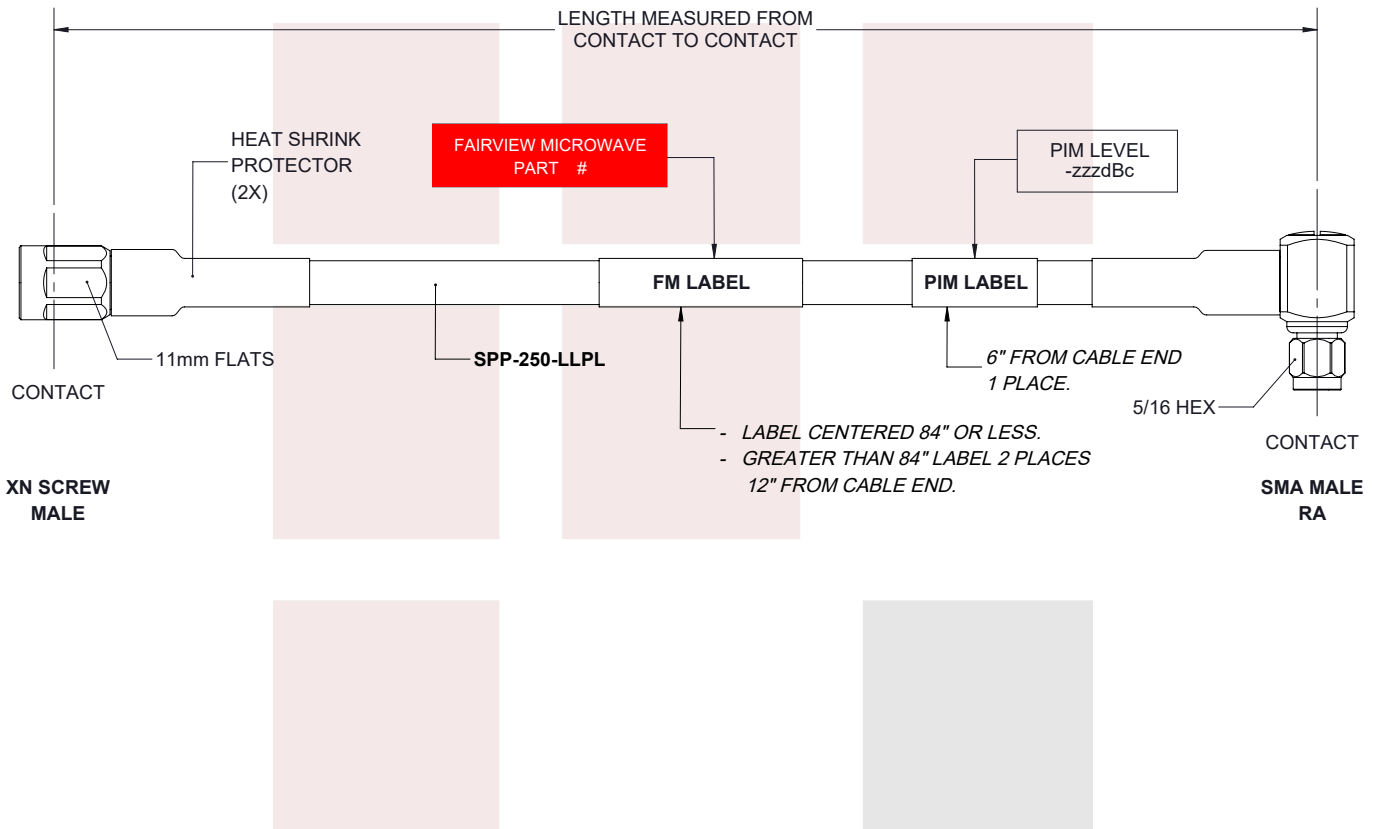 LENGTH MEASURED FROM
CONTACT TO CONTACT
HEAT SHRINK
PROTECTOR
(2X)
FAIRVIEW MICROWAVE
PART #
PIM LEVEL
-zzzdBc
FM LABEL
PIM LABEL
11mm FLATS
SPP-250-LLPL
6" FROM CABLE END
1 PLACE.
CONTACT
5/16 HEX
- LABEL CENTERED 84" OR LESS.
- GREATER THAN 84" LABEL 2 PLACES
12" FROM CABLE END.
CONTACT
XN SCREW
MALE
SMA MALE
RA